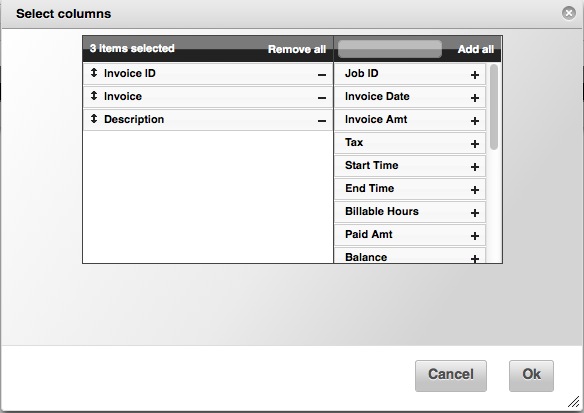 Select columns
3 items selected
Remove all
Add all
Invoice ID
Invoice
Description
Job ID
Invoice Date
Invoice Amt
Tax
Start Time
End Time
Billable Hours
Paid Amt
Balance
Cancel
Ok